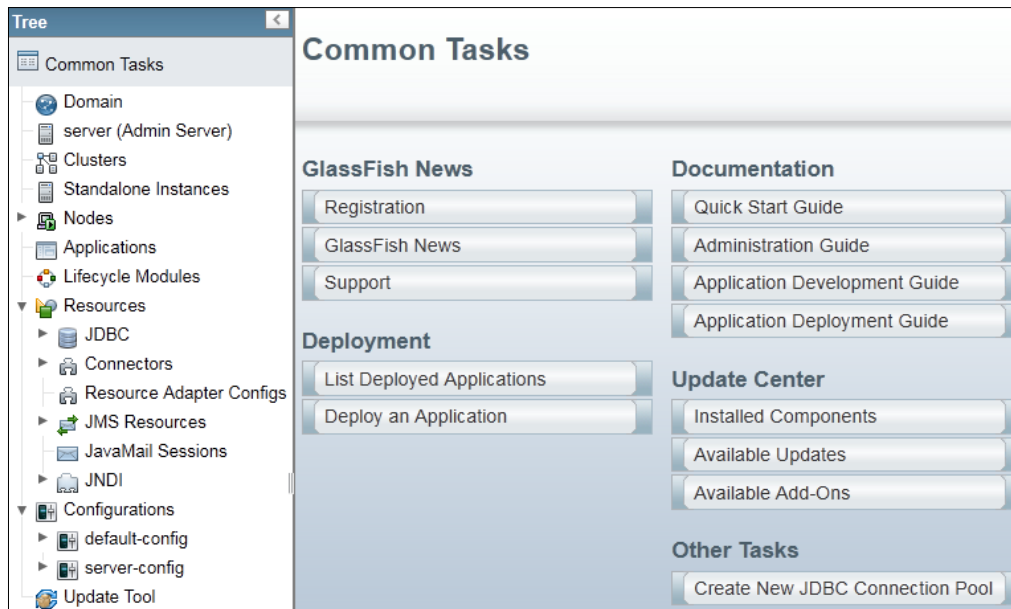 Tree
Common Tasks
Domain
server (Admin Server)
Clusters
Standalone Instances
Nodes
Applications
Lifecycle Modules
Resources
JDBC
Connectors
Resource Adapter Configs
JMS Resources
JavaMail Sessions
JNDI
Configurations
default-config
server-config
Update Tool
Common Tasks
GlassFish News
Registration
GlassFish News
Support
Deployment
List Deployed Applications
Deploy an Application
Documentation
Quick Start Guide
Administration Guide
Application Development Guide
Application Deployment Guide
Update Center
Installed Components
Available Updates
Available Add-Ons
Other Tasks
Create New JDBC Connection Pool